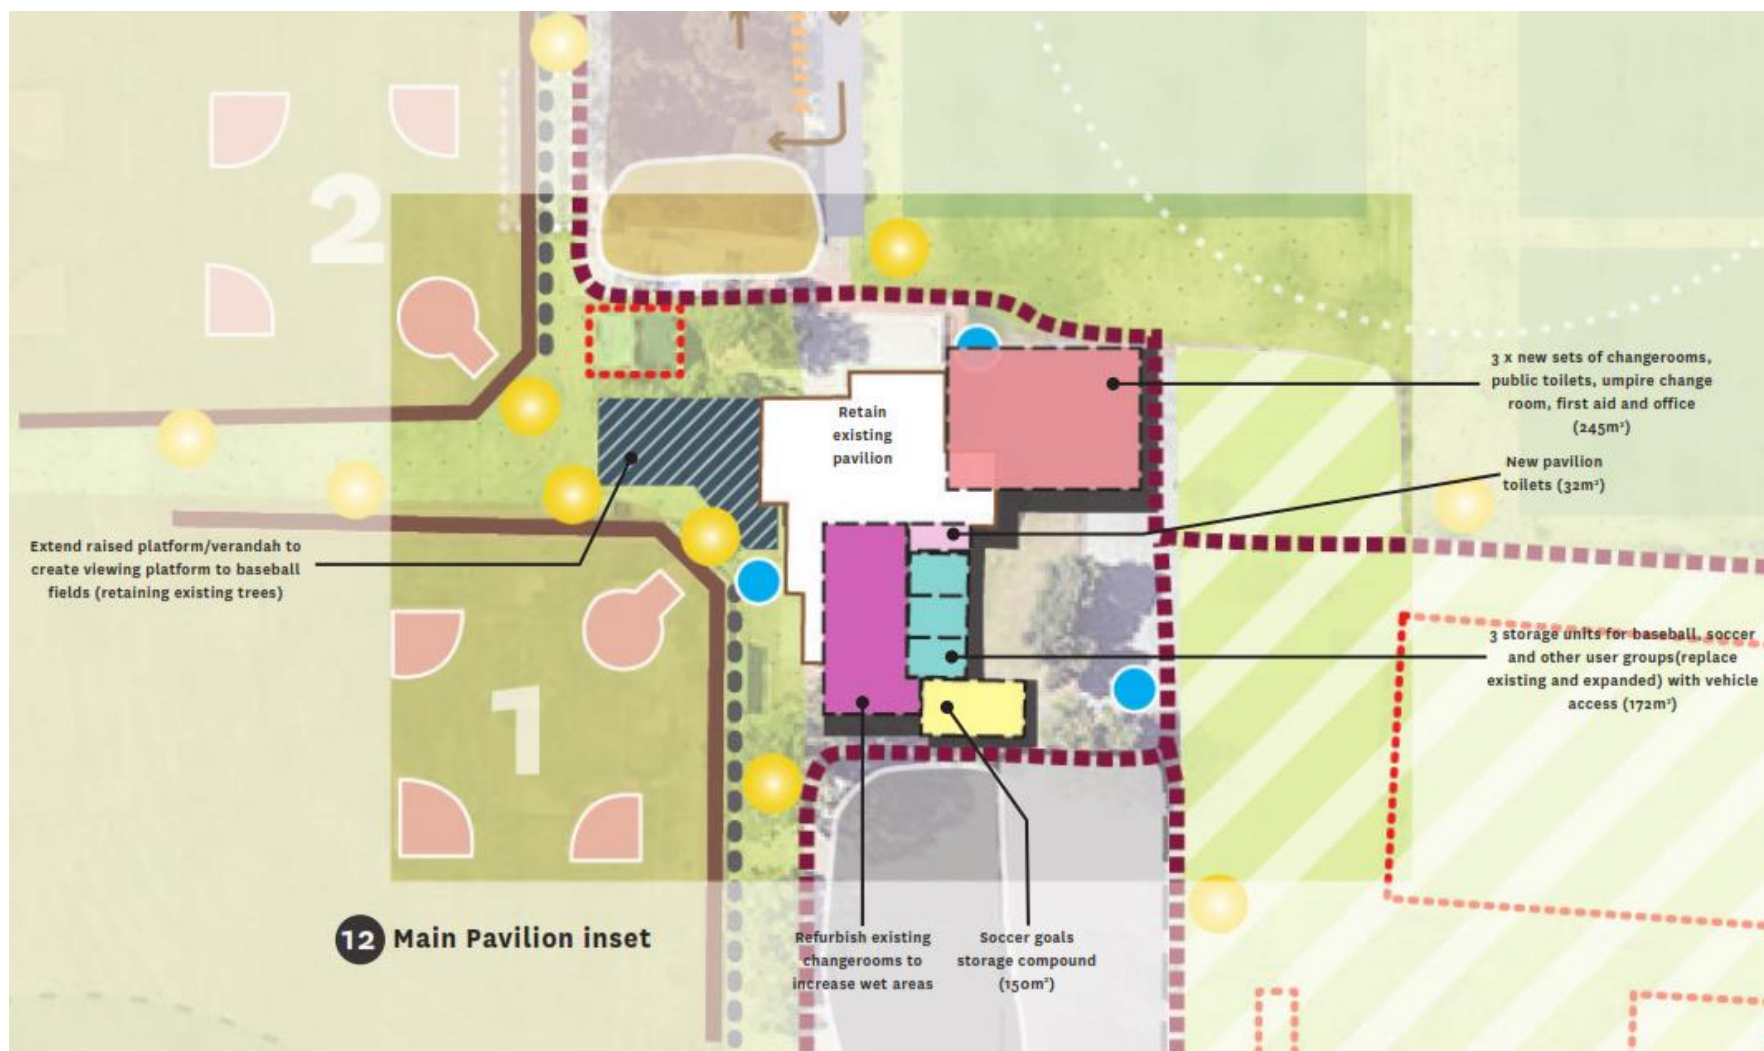 2
3 x new sets of changerooms,
public toilets, umpire change
room, first aid and office
(245m²)
Retain
existing
pavilion
New pavilion
toilets (32m²)
Extend raised platform/verandah to
create viewing platform to baseball
fields (retaining existing trees)
3 storage units for baseball, soccer
and other user groups(replace
existing and expanded) with vehicle
access (172m²)
1
12 Main Pavilion inset
Refurbish existing
changerooms to
increase wet areas
Soccer goals
storage compound
(150m²)